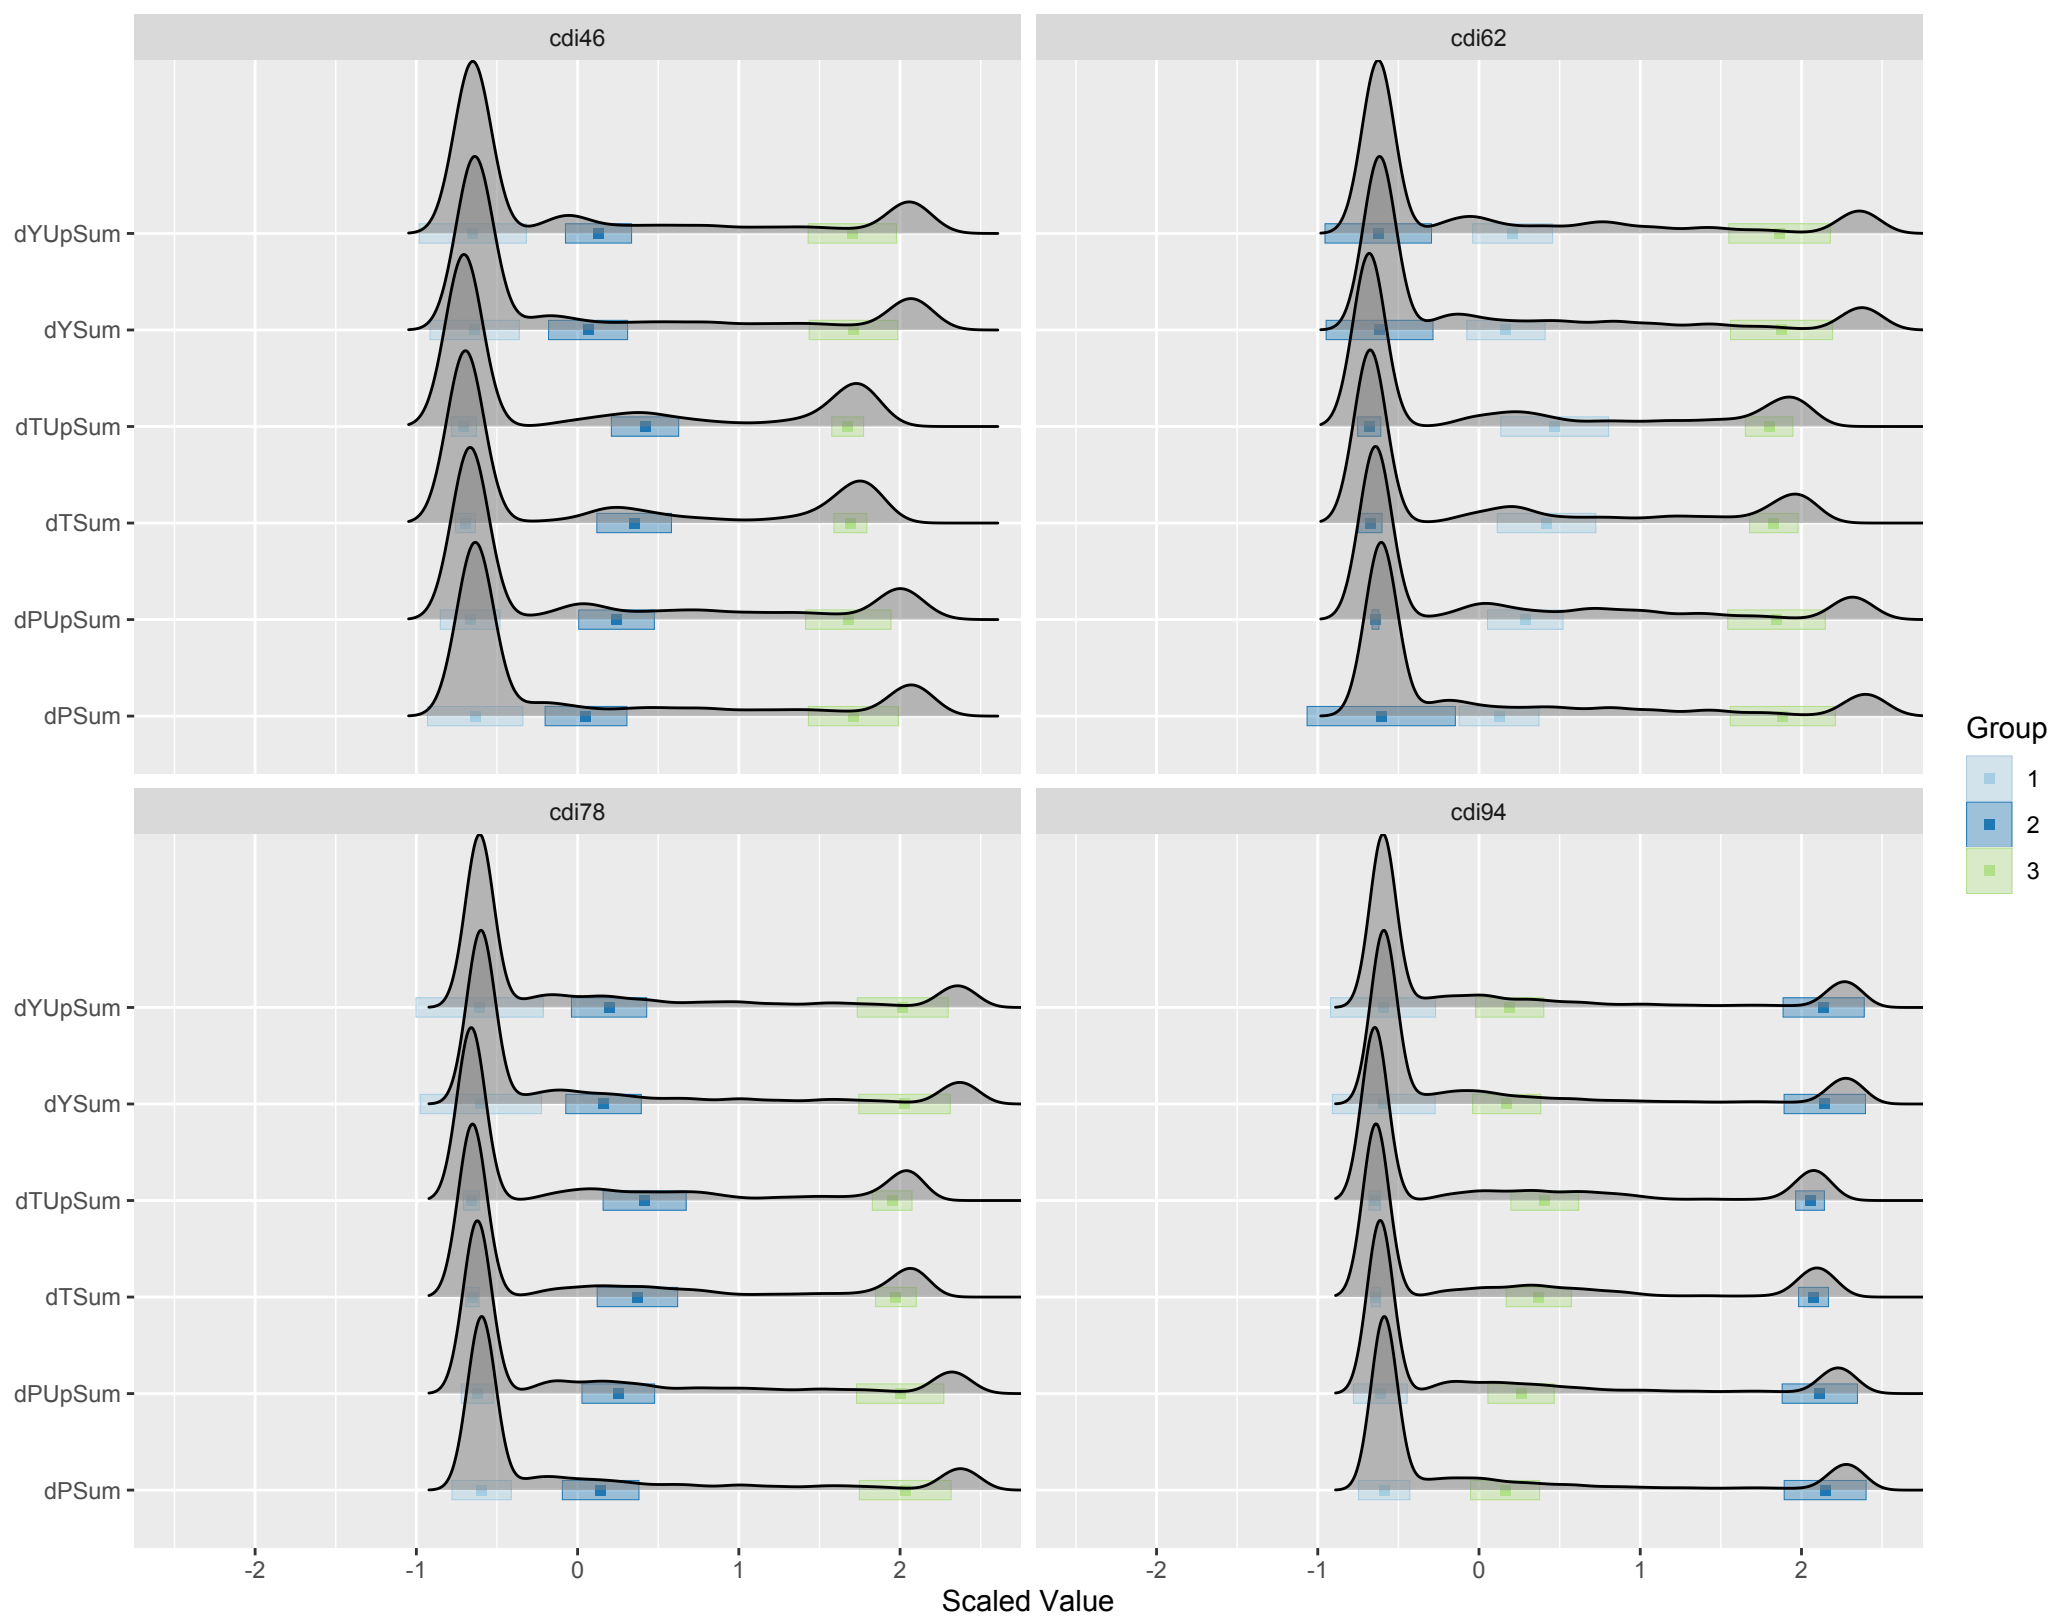 cdi46 cdi62
dYUpSum
dYSum
dTUpSum
dTSum
dPUpSum
dPSum
cdi78 cdi94
dYUpSum
dYSum
dTUpSum
dTSum
dPUpSum
dPSum
-2 -1 0 1 2 -2 -1 0 1 2
Scaled Value
Group
1
2
3